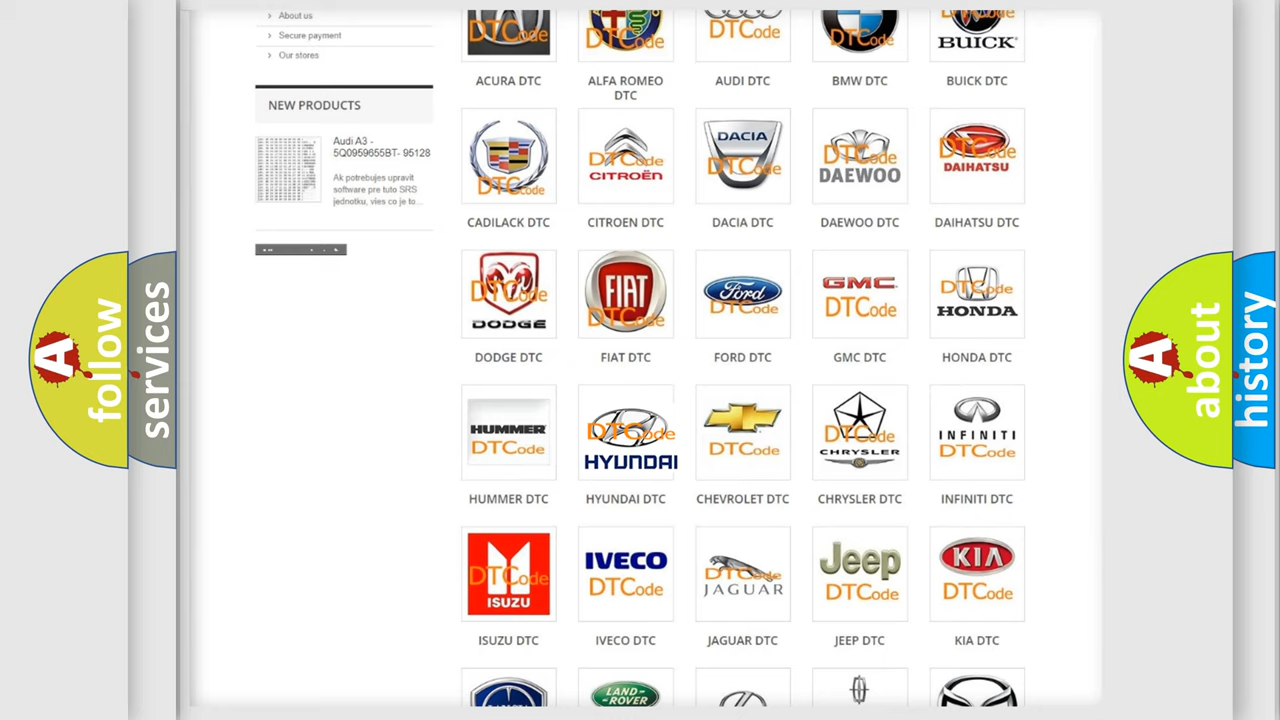 About us
Secure payment
Our stores
NEW PRODUCTS
Audi A3 -
5Q0959655BT- 95128
Ak potrebujes upravit
software pre tuto SRS
jednotku, vies co je to...
DTCode
DTCode
DTCode
DTCode
BUICK
ACURA DTC
ALFA ROMEO
DTC
AUDI DTC
BMW DTC
BUICK DTC
DTCode
DTCode
CITROËN
DACIA
DTCode
DTCode
DAEWOO
DTCode
DAIHATSU
CADILACK DTC
CITROEN DTC
DACIA DTC
DAEWOO DTC
DAIHATSU DTC
DTCode
DODGE
FIAT
DTCode
Ford
DTCode
GMC
DTCode
DTCode
HONDA
DODGE DTC
FIAT DTC
FORD DTC
GMC DTC
HONDA DTC
HUMMER
DTCode
DTCode
HYUNDAI
DTCode
DTCode
CHRYSLER
INFINITI
DTCode
HUMMER DTC
HYUNDAI DTC
CHEVROLET DTC
CHRYSLER DTC
INFINITI DTC
DTCode
ISUZU
IVECO
DTCode
DTCode
JAGUAR
Jeep
DTCode
KIA
DTCode
ISUZU DTC
IVECO DTC
JAGUAR DTC
JEEP DTC
KIA DTC
LAND-
ROVER
A
follow
services
A
about
history